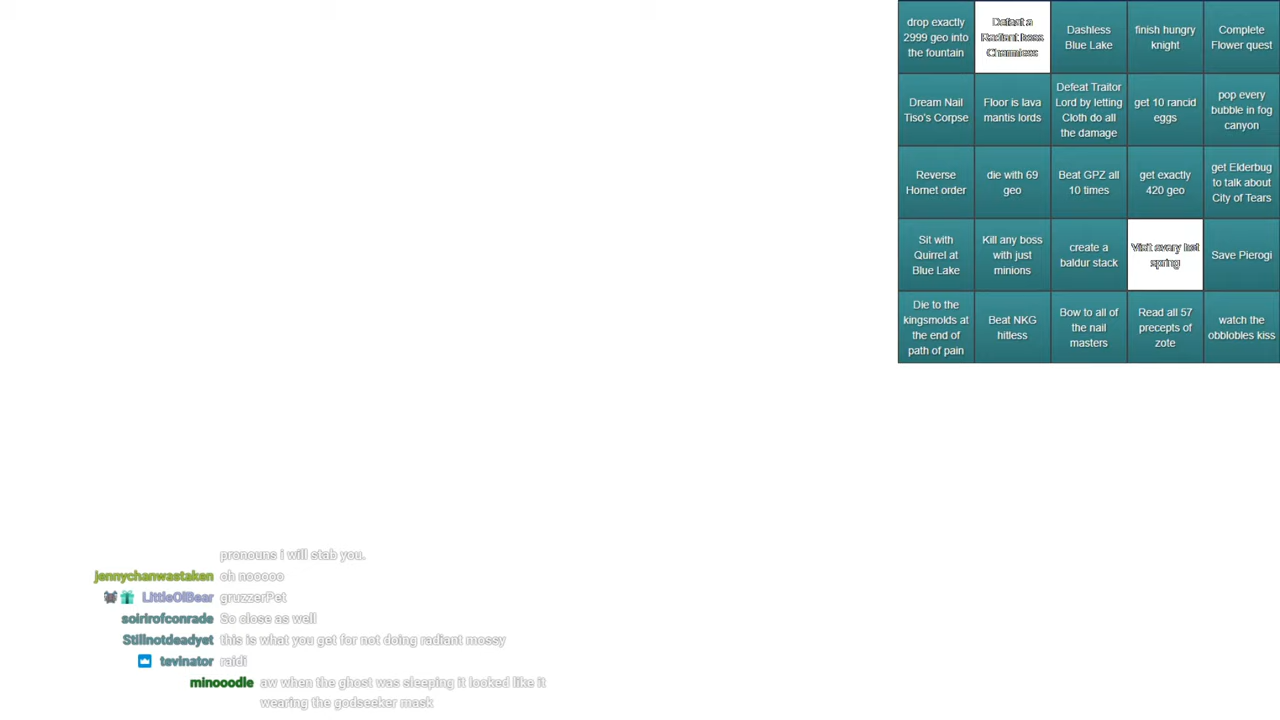 drop exactly
2999 geo into
the fountain
Defeat a
Radiant boss
Charmless
Dashless
Blue Lake
finish hungry
knight
Complete
Flower quest
Dream Nail
Tiso's Corpse
Floor is lava
mantis lords
Defeat Traitor
Lord by letting
Cloth do all
the damage
get 10 rancid
eggs
pop every
bubble in fog
canyon
Reverse
Hornet order
die with 69
geo
Beat GPZ all
10 times
get exactly
420 geo
get Elderbug
to talk about
City of Tears
Sit with
Quirrel at
Blue Lake
Kill any boss
with just
minions
create a
baldur stack
Visit every hot
spring
Save Pierogi
Die to the
kingsmolds at
the end of
path of pain
Beat NKG
hitless
Bow to all of
the nail
masters
Read all 57
precepts of
zote
watch the
obblobles kiss
pronouns i will stab you.
jennychanwastaken oh nooooo
LittleOlBear gruzzerPet
soirirofconrade So close as well
Stillnotdeadyet this is what you get for not doing radiant mossy
tevinator raidi
minooodle aw when the ghost was sleeping it looked like it
wearing the godseeker mask